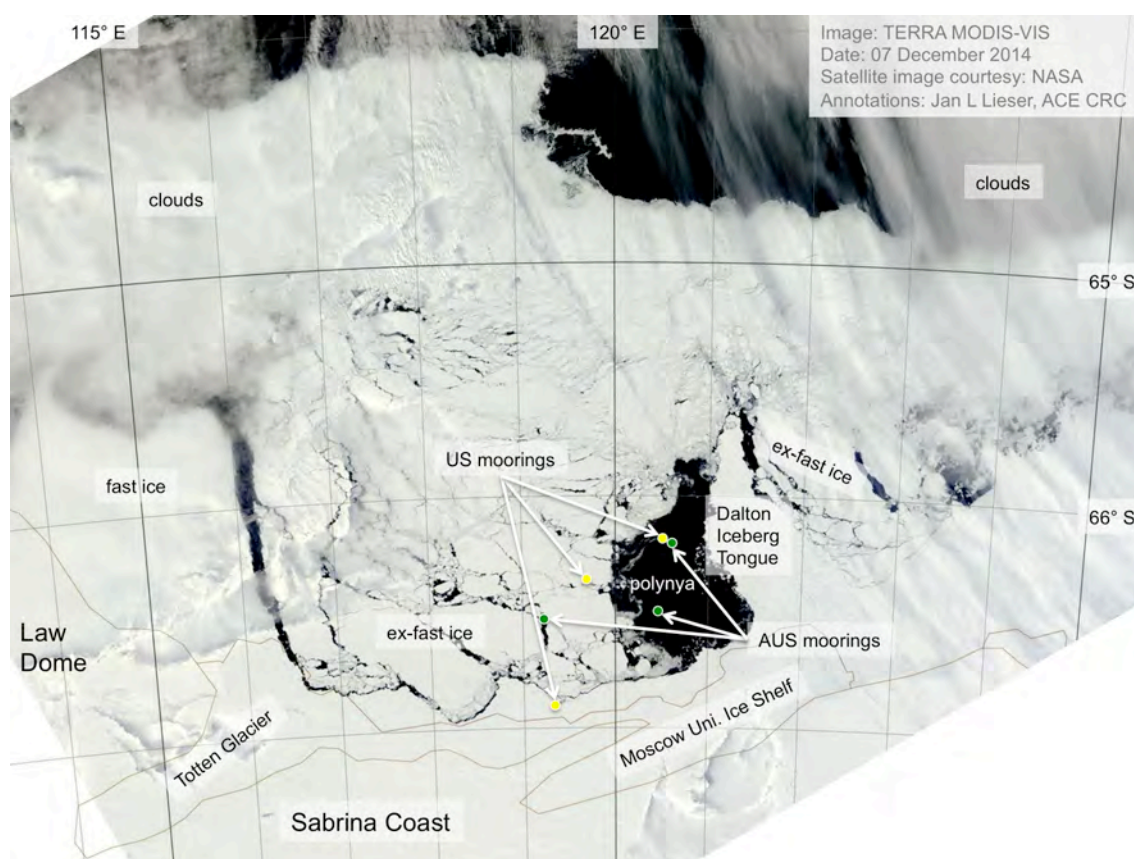 115° E
120° E
Image: TERRA MODIS-VIS
Date: 07 December 2014
Satellite image courtesy: NASA
Annotations: Jan L Lieser, ACE CRC
clouds
clouds
65° S
US moorings
ex-fast ice
fast ice
66° S
Dalton
Iceberg
Tongue
polynya
Law
Dome
ex-fast ice
AUS moorings
Totten Glacier
Moscow Uni. Ice Shelf
Sabrina Coast